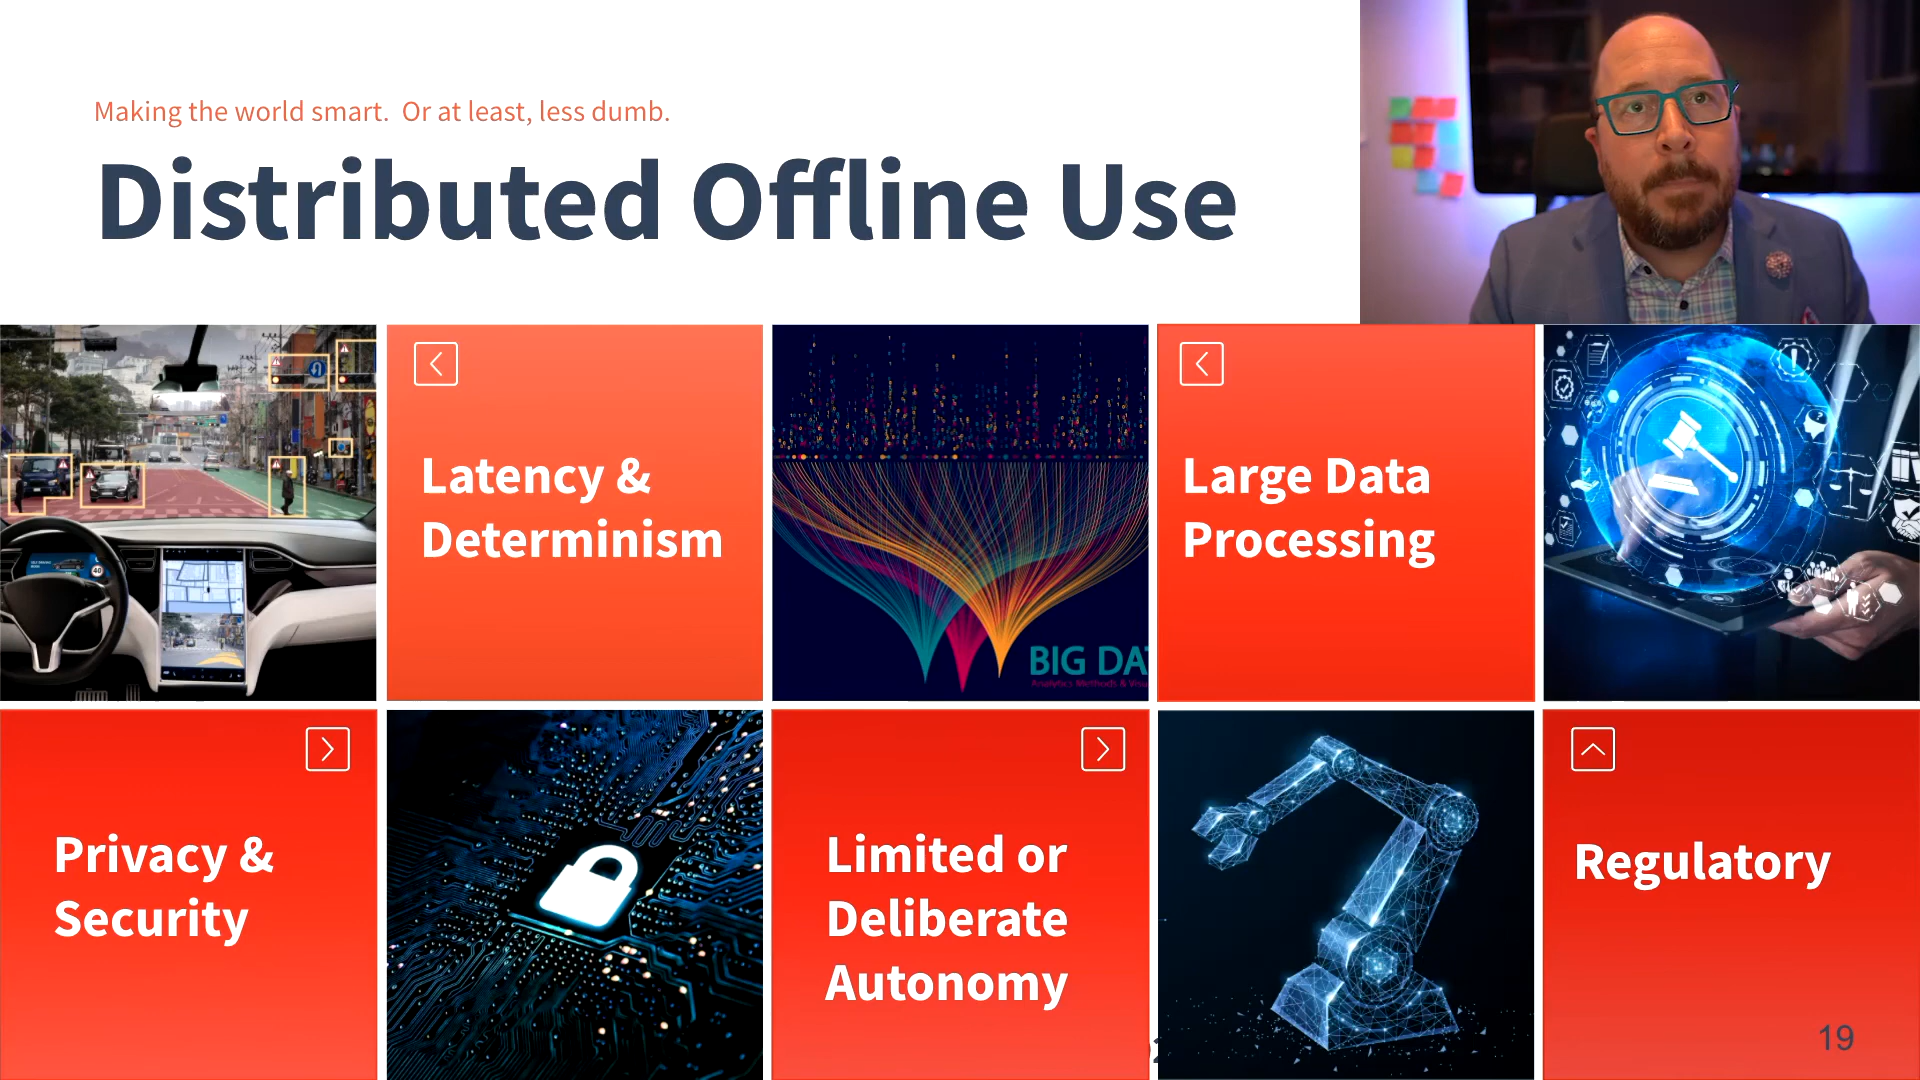 Making the world smart.  Or at least, less dumb.
Distributed Offline Use
Latency &
Determinism
BIG DA
Large Data
Processing
Privacy &
Security
Limited or
Deliberate
Autonomy
Regulatory
19